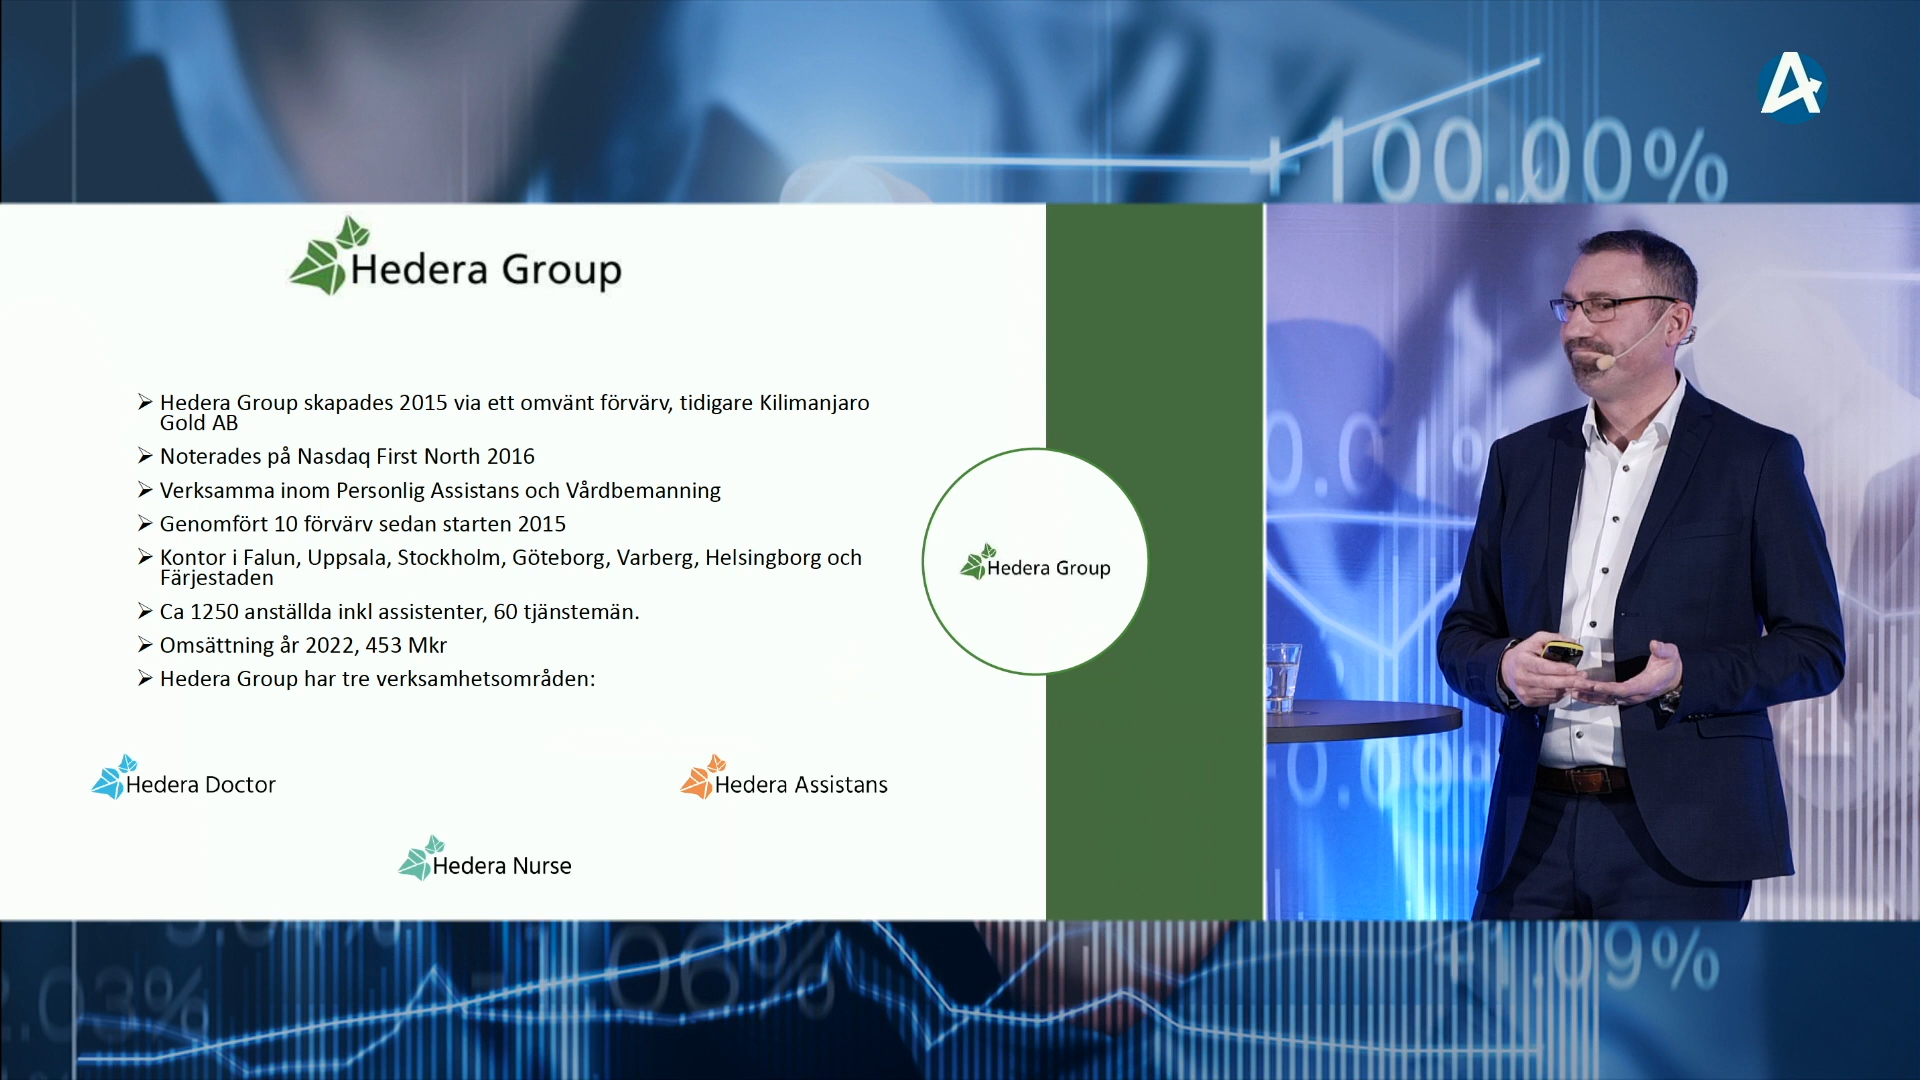 +100.00%
Hedera Group
Hedera Group skapades 2015 via ett omvänt förvärv, tidigare Kilimanjaro
Gold AB
Noterades på Nasdaq First North 2016
Verksamma inom Personlig Assistans och Vårdbemanning
Genomfört 10 förvärv sedan starten 2015
Kontor i Falun, Uppsala, Stockholm, Göteborg, Varberg, Helsingborg och
Färjestaden
Ca 1250 anställda inkl assistenter, 60 tjänstemän.
Omsättning år 2022, 453 Mkr
Hedera Group har tre verksamhetsområden:
Hedera Group
Hedera Doctor
Hedera Assistans
Hedera Nurse
+1.09%